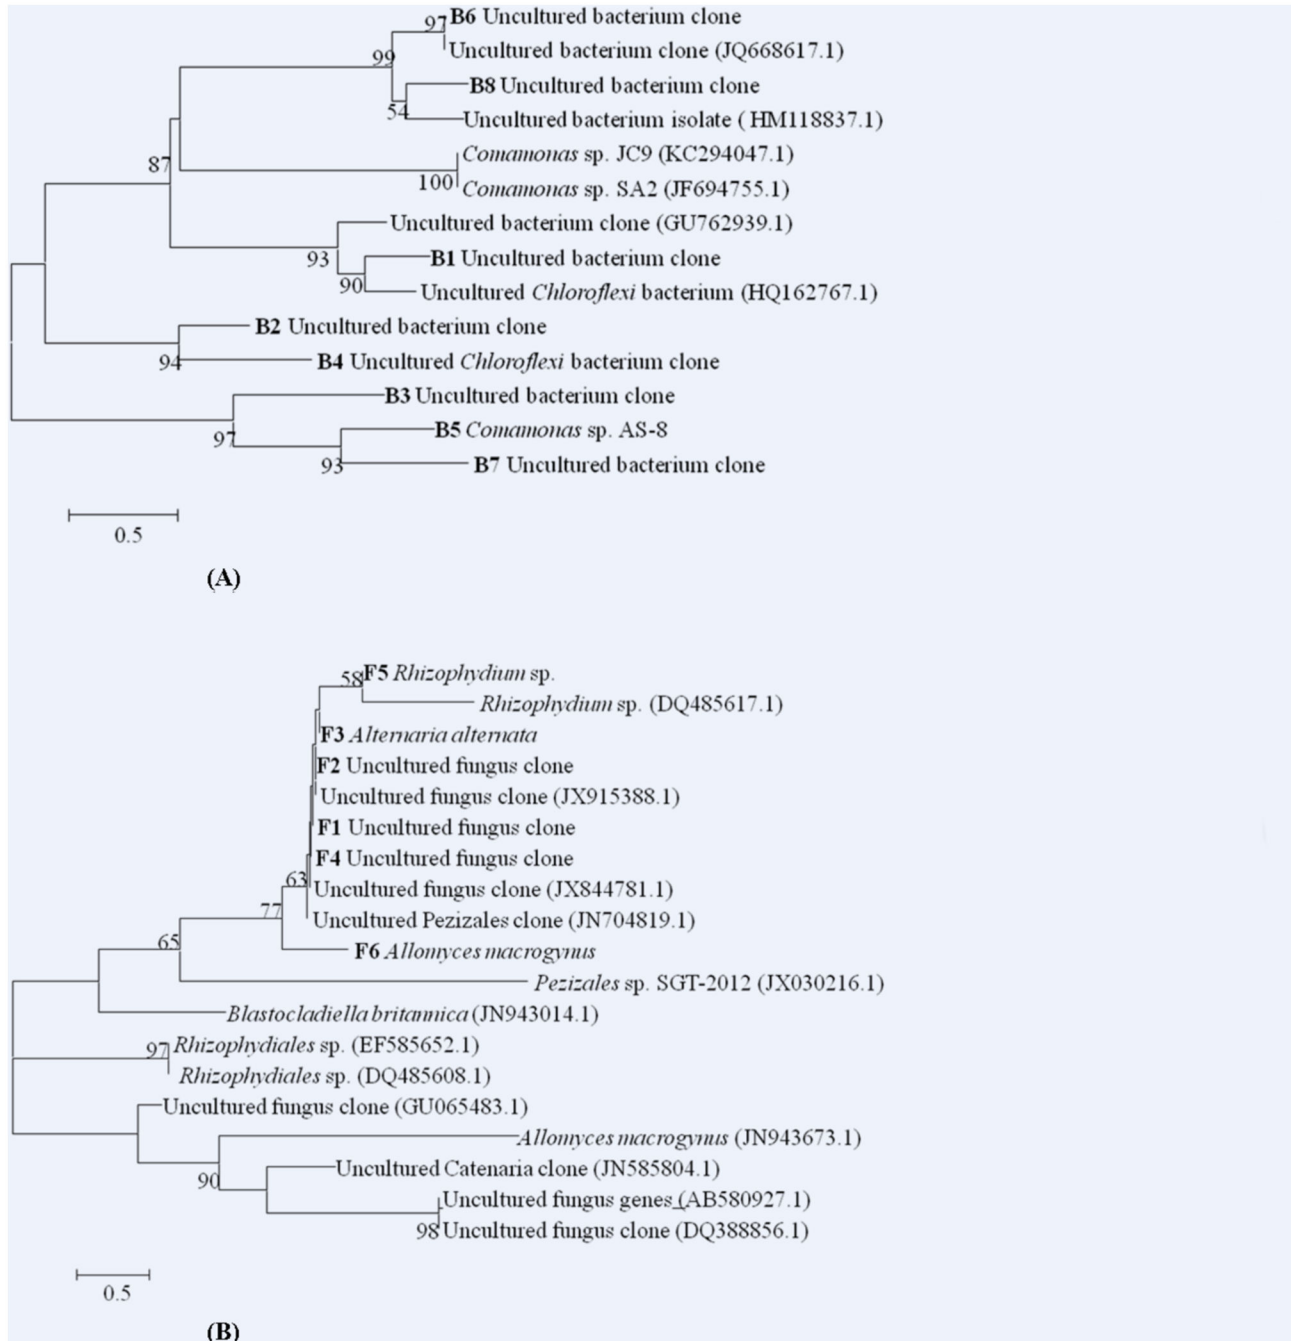 97 B6 Uncultured bacterium clone
Uncultured bacterium clone (JQ668617.1)
99
B8 Uncultured bacterium clone
54
Uncultured bacterium isolate ( HM118837.1)
Comamonas sp. JC9 (KC294047.1)
87
100
Comamonas sp. SA2 (JF694755.1)
Uncultured bacterium clone (GU762939.1)
93
B1 Uncultured bacterium clone
90
Uncultured Chloroflexi bacterium (HQ162767.1)
B2 Uncultured bacterium clone
94
B4 Uncultured Chloroflexi bacterium clone
B3 Uncultured bacterium clone
97
B5 Comamonas sp. AS-8
93
B7 Uncultured bacterium clone
0.5
(A)
58 F5 Rhizophydium sp.
Rhizophydium sp. (DQ485617.1)
F3 Alternaria alternata
F2 Uncultured fungus clone
Uncultured fungus clone (JX915388.1)
F1 Uncultured fungus clone
F4 Uncultured fungus clone
63
Uncultured fungus clone (JX844781.1)
77
Uncultured Pezizales clone (JN704819.1)
65
F6 Allomyces macrogynus
Pezizales sp. SGT-2012 (JX030216.1)
Blastocladiella britannica (JN943014.1)
97 Rhizophydiales sp. (EF585652.1)
Rhizophydiales sp. (DQ485608.1)
Uncultured fungus clone (GU065483.1)
Allomyces macrogynus (JN943673.1)
Uncultured Catenaria clone (JN585804.1)
90
Uncultured fungus genes (AB580927.1)
98 Uncultured fungus clone (DQ388856.1)
0.5
(B)